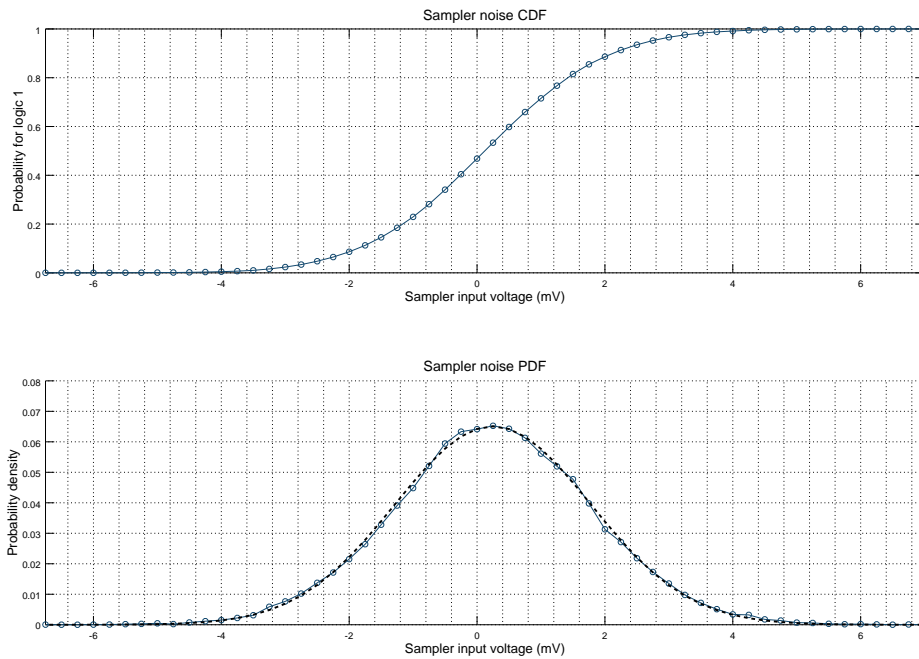 Sampler noise CDF
1
0.8
0.6
0.4
0.2
0
Probability for logic 1
-6 -4 -2 0 2 4 6
Sampler input voltage (mV)
Sampler noise PDF
0.08
0.07
0.06
0.05
0.04
0.03
0.02
0.01
0
Probability density
-6 -4 -2 0 2 4 6
Sampler input voltage (mV)